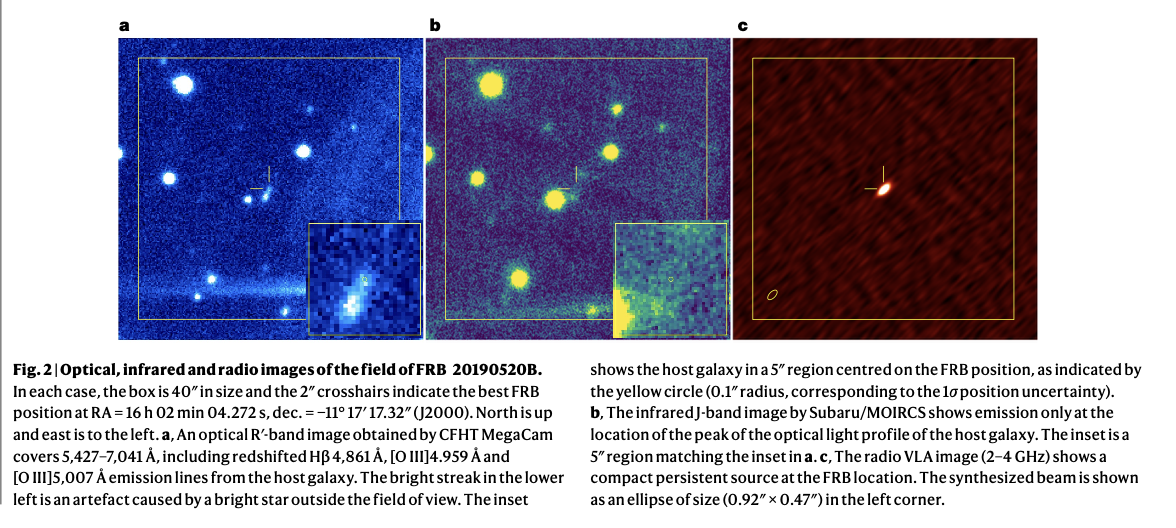 a
b
c
Fig. 2 | Optical, infrared and radio images of the field of FRB 20190520B.
In each case, the box is 40″ in size and the 2″ crosshairs indicate the best FRB
position at RA = 16 h 02 min 04.272 s, dec. = −11° 17′ 17.32″ (J2000). North is up
and east is to the left. a, An optical R′-band image obtained by CFHT MegaCam
covers 5,427–7,041 Å, including redshifted Hβ 4,861 Å, [O III]4.959 Å and
[O III]5,007 Å emission lines from the host galaxy. The bright streak in the lower
left is an artefact caused by a bright star outside the field of view. The inset
shows the host galaxy in a 5″ region centred on the FRB position, as indicated by
the yellow circle (0.1″ radius, corresponding to the 1σ position uncertainty).
b, The infrared J-band image by Subaru/MOIRCS shows emission only at the
location of the peak of the optical light profile of the host galaxy. The inset is a
5″ region matching the inset in a. c, The radio VLA image (2–4 GHz) shows a
compact persistent source at the FRB location. The synthesized beam is shown
as an ellipse of size (0.92″ × 0.47″) in the left corner.